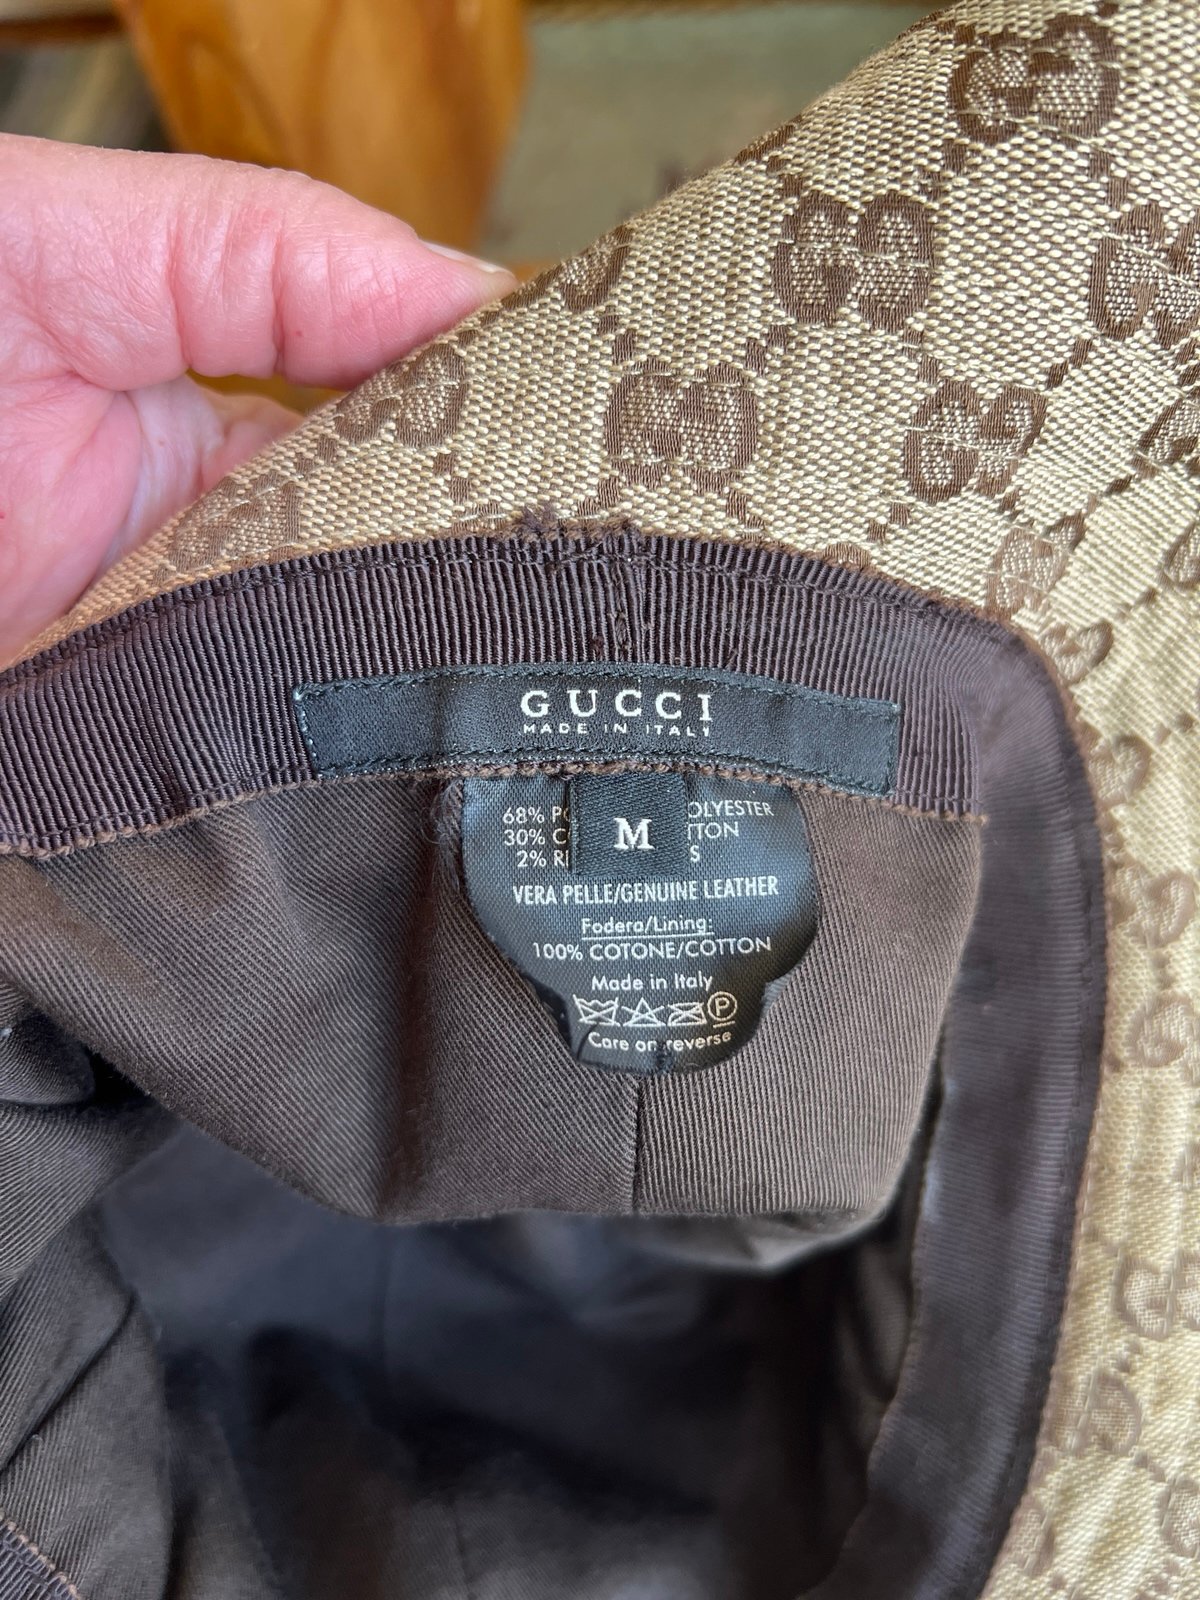 GUCCI
MADE IN ITALY
68% OLYESTER
30% TTON
2%
M
VERA PELLE/GENUINE LEATHER
Fodera/Lining:
100% COTONE/COTTON
Made in Italy
P
Care on reverse